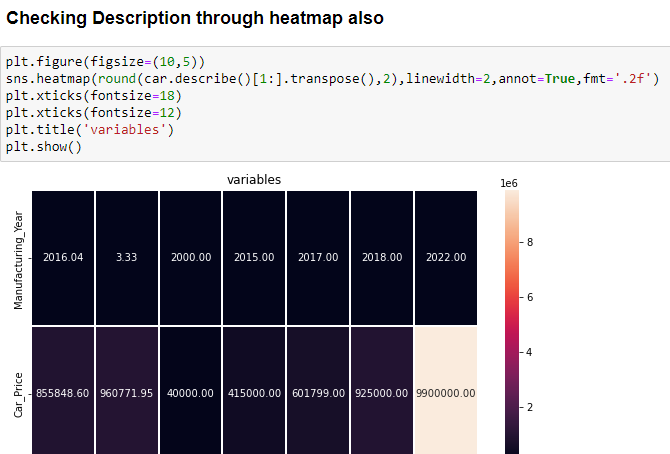 Checking Description through heatmap also
plt.figure(figsize=(10,5))
sns.heatmap(round(car.describe()[1:].transpose(),2),linewidth=2,annot=True,fmt='.2f')
plt.xticks(fontsize=18)
plt.xticks(fontsize=12)
plt.title('variables')
plt.show()
variables
1e6
Manufacturing_Year
2016.04 3.33 2000.00 2015.00 2017.00 2018.00 2022.00
8
6
4
Car_Price
855848.60 960771.95 40000.00 415000.00 601799.00 925000.00 9900000.00
2